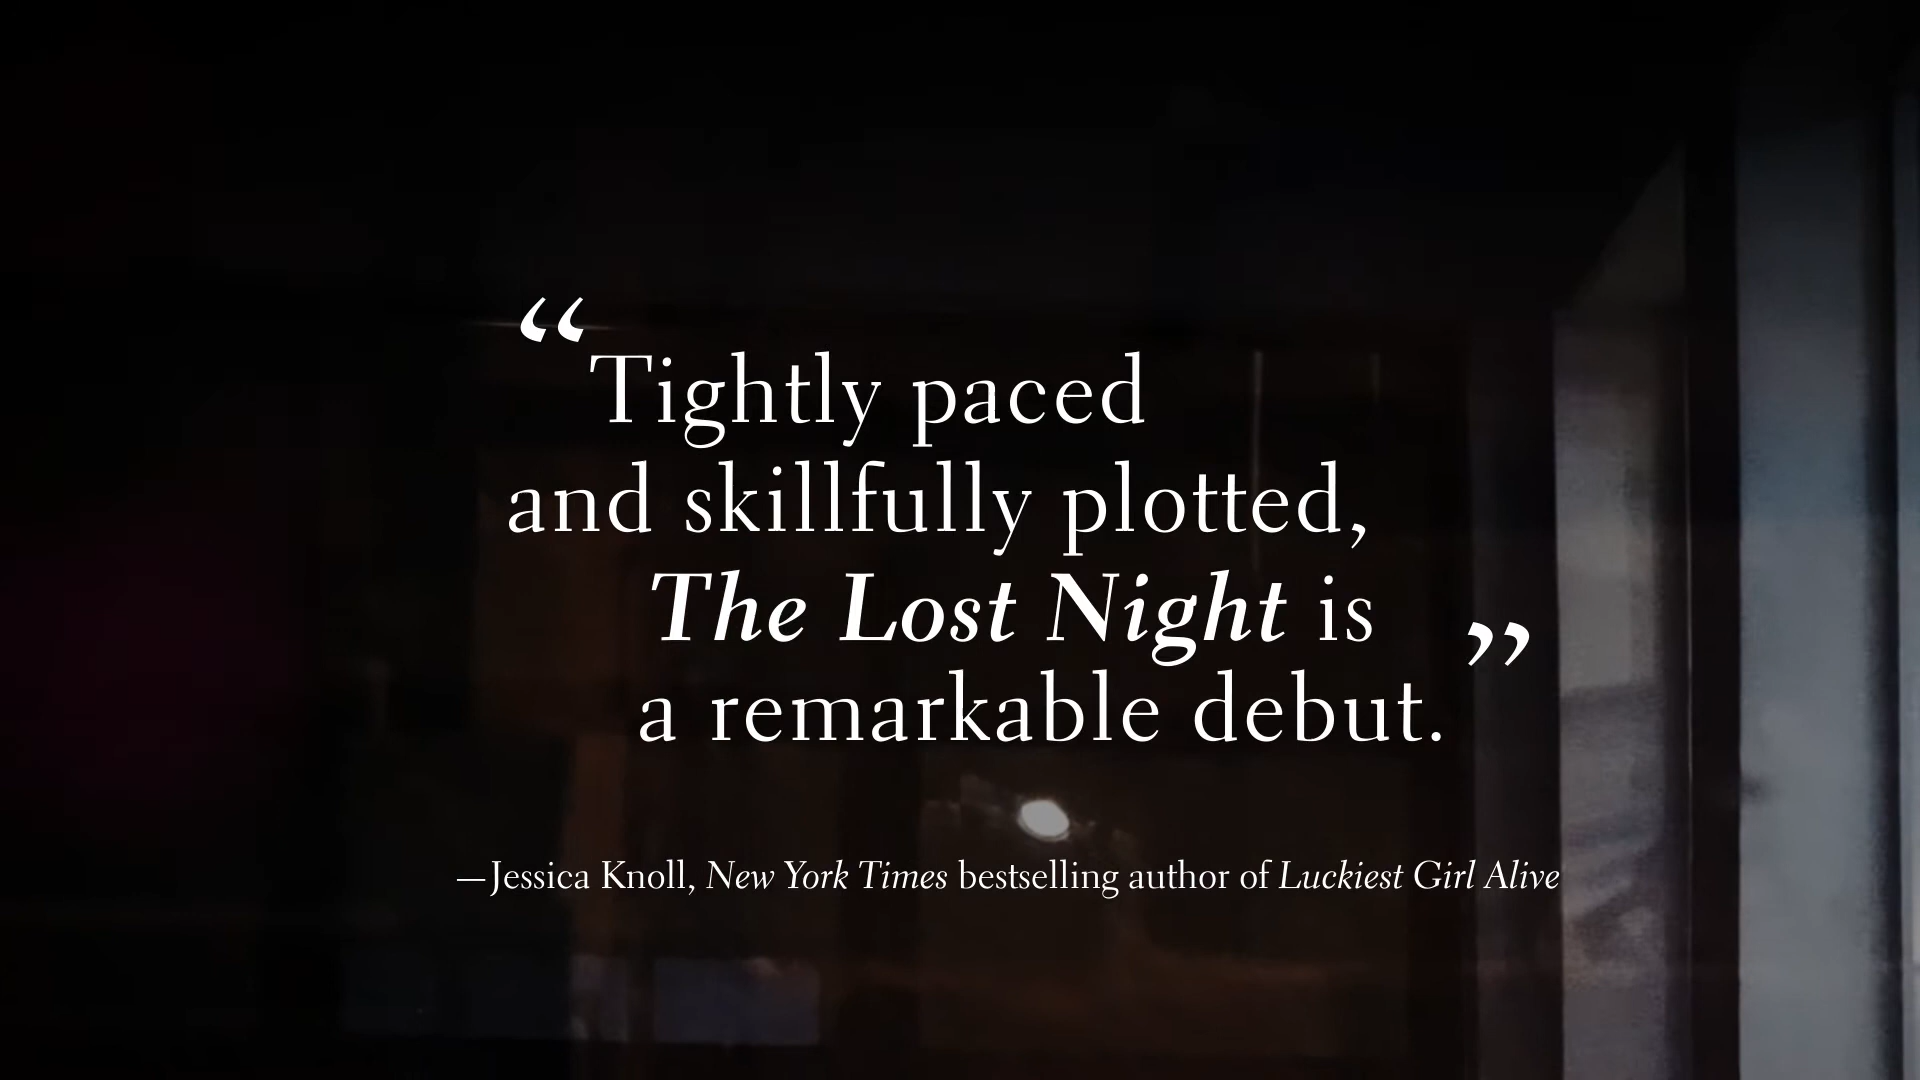 “Tightly paced
and skillfully plotted,
The Lost Night is
a remarkable debut.”
—Jessica Knoll, New York Times bestselling author of Luckiest Girl Alive